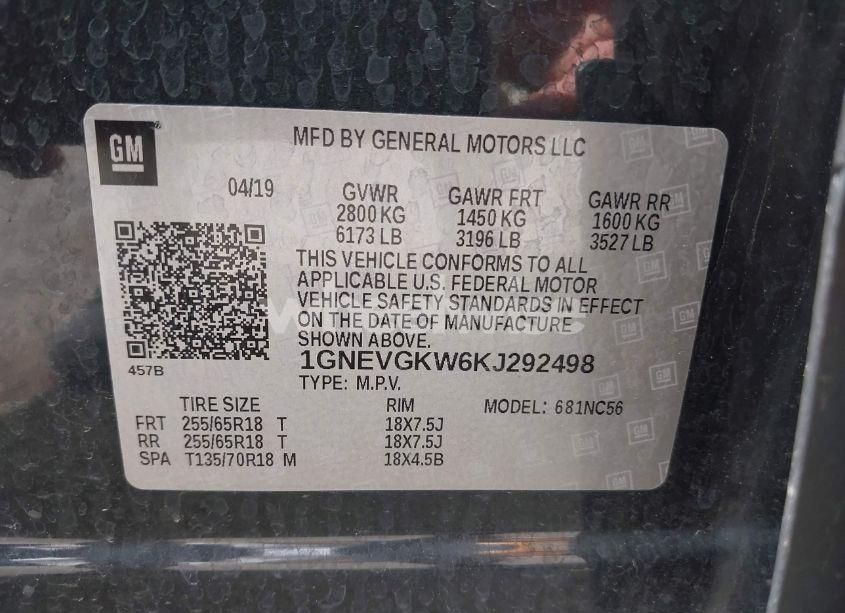 GM
MFD BY GENERAL MOTORS LLC
04/19
GVWR GAWR FRT GAWR RR
2800 KG 1450 KG 1600 KG
6173 LB 3196 LB 3527 LB
THIS VEHICLE CONFORMS TO ALL
APPLICABLE U.S. FEDERAL MOTOR
VEHICLE SAFETY STANDARDS IN EFFECT
ON THE DATE OF MANUFACTURE
SHOWN ABOVE.
457B
1GNEVGKW6KJ292498
TYPE: M.P.V.
TIRE SIZE RIM MODEL: 681NC56
FRT 255/65R18 T 18X7.5J
RR 255/65R18 T 18X7.5J
SPA T135/70R18 M 18X4.5B